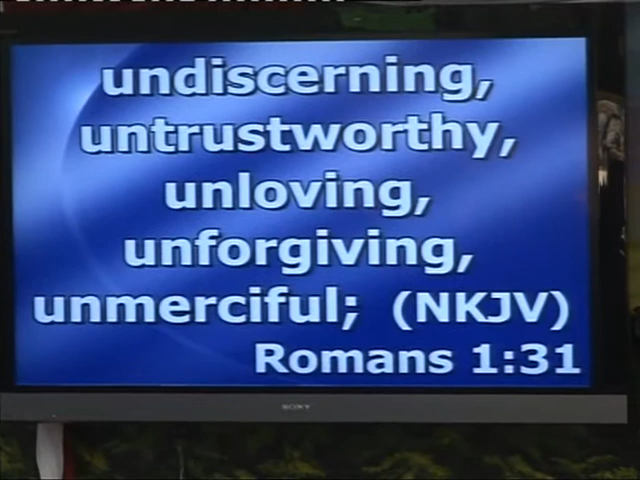 undiscerning,
untrustworthy,
unloving,
unforgiving,
unmerciful; (NKJV)
Romans 1:31
SONY